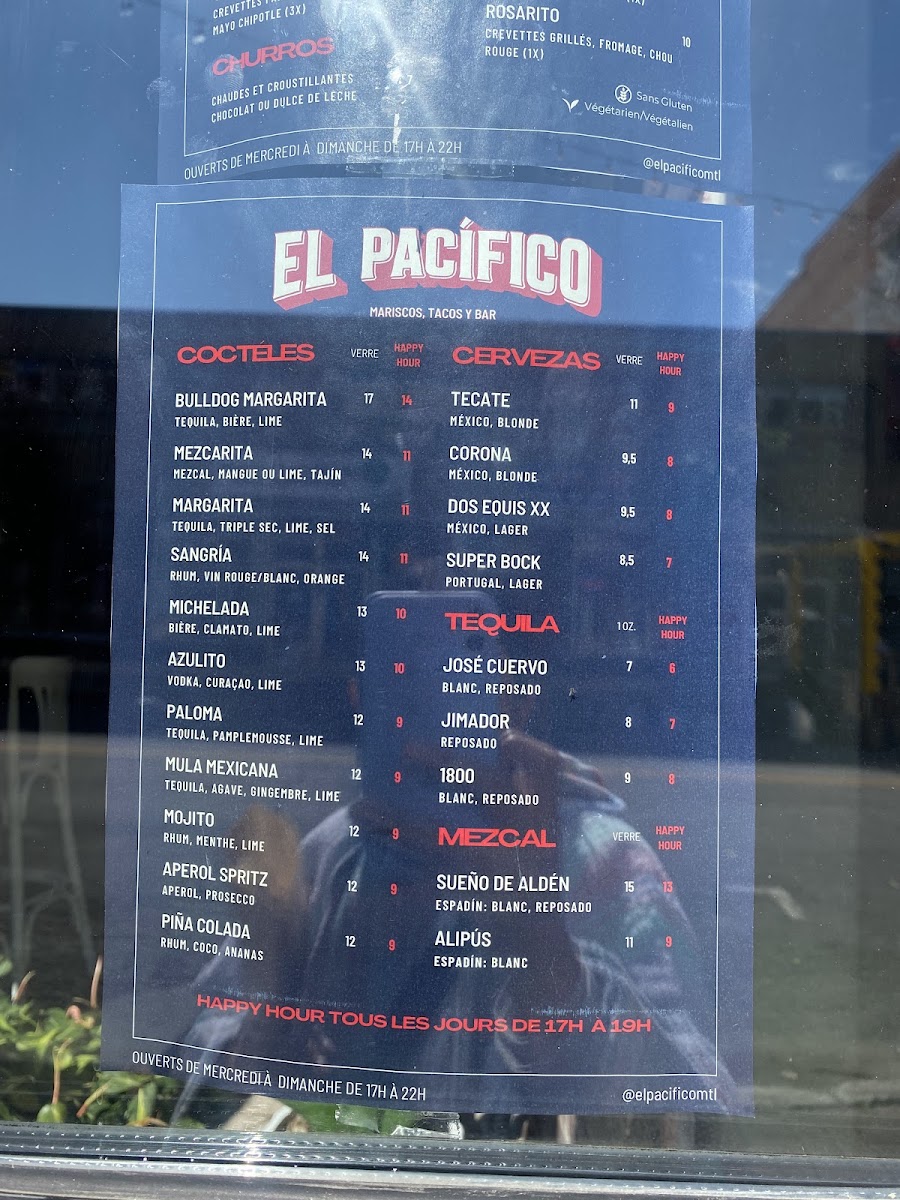 CREVETTES
MAYO CHIPOTLE (3X)
CHURROS
CHAUDES ET CROUSTILLANTES 7
CHOCOLAT OU DULCE DE LECHE
ROSARITO
CREVETTES GRILLÉS, FROMAGE, CHOU 10
ROUGE (1X)
Sans Gluten
Végétarien/Végétalien
OUVERTS DE MERCREDI À DIMANCHE DE 17H À 22H
@elpacificomtl
EL PACÍFICO
MARISCOS, TACOS Y BAR
COCTÉLES VERRE HAPPY HOUR
BULLDOG MARGARITA 17 14
TEQUILA, BIÈRE, LIME
MEZCARITA 14 11
MEZCAL, MANGUE OU LIME, TAJÍN
MARGARITA 14 11
TEQUILA, TRIPLE SEC, LIME, SEL
SANGRÍA 14 11
RHUM, VIN ROUGE/BLANC, ORANGE
MICHELADA 13 10
BIÈRE, CLAMATO, LIME
AZULITO 13 10
VODKA, CURAÇAO, LIME
PALOMA 12 9
TEQUILA, PAMPLEMOUSSE, LIME
MULA MEXICANA 12 9
TEQUILA, AGAVE, GINGEMBRE, LIME
MOJITO 12 9
RHUM, MENTHE, LIME
APEROL SPRITZ 12 9
APEROL, PROSECCO
PIÑA COLADA 12 9
RHUM, COCO, ANANAS
CERVEZAS VERRE HAPPY HOUR
TECATE 11 9
MÉXICO, BLONDE
CORONA 9,5 8
MÉXICO, BLONDE
DOS EQUIS XX 9,5 8
MÉXICO, LAGER
SUPER BOCK 8,5 7
PORTUGAL, LAGER
TEQUILA 1 OZ. HAPPY HOUR
JOSÉ CUERVO 7 6
BLANC, REPOSADO
JIMADOR 8 7
REPOSADO
1800 9 8
BLANC, REPOSADO
MEZCAL VERRE HAPPY HOUR
SUEÑO DE ALDÉN 15 13
ESPADÍN: BLANC, REPOSADO
ALIPÚS 11 9
ESPADÍN: BLANC
HAPPY HOUR TOUS LES JOURS DE 17H À 19H
OUVERTS DE MERCREDI À DIMANCHE DE 17H À 22H
@elpacificomtl